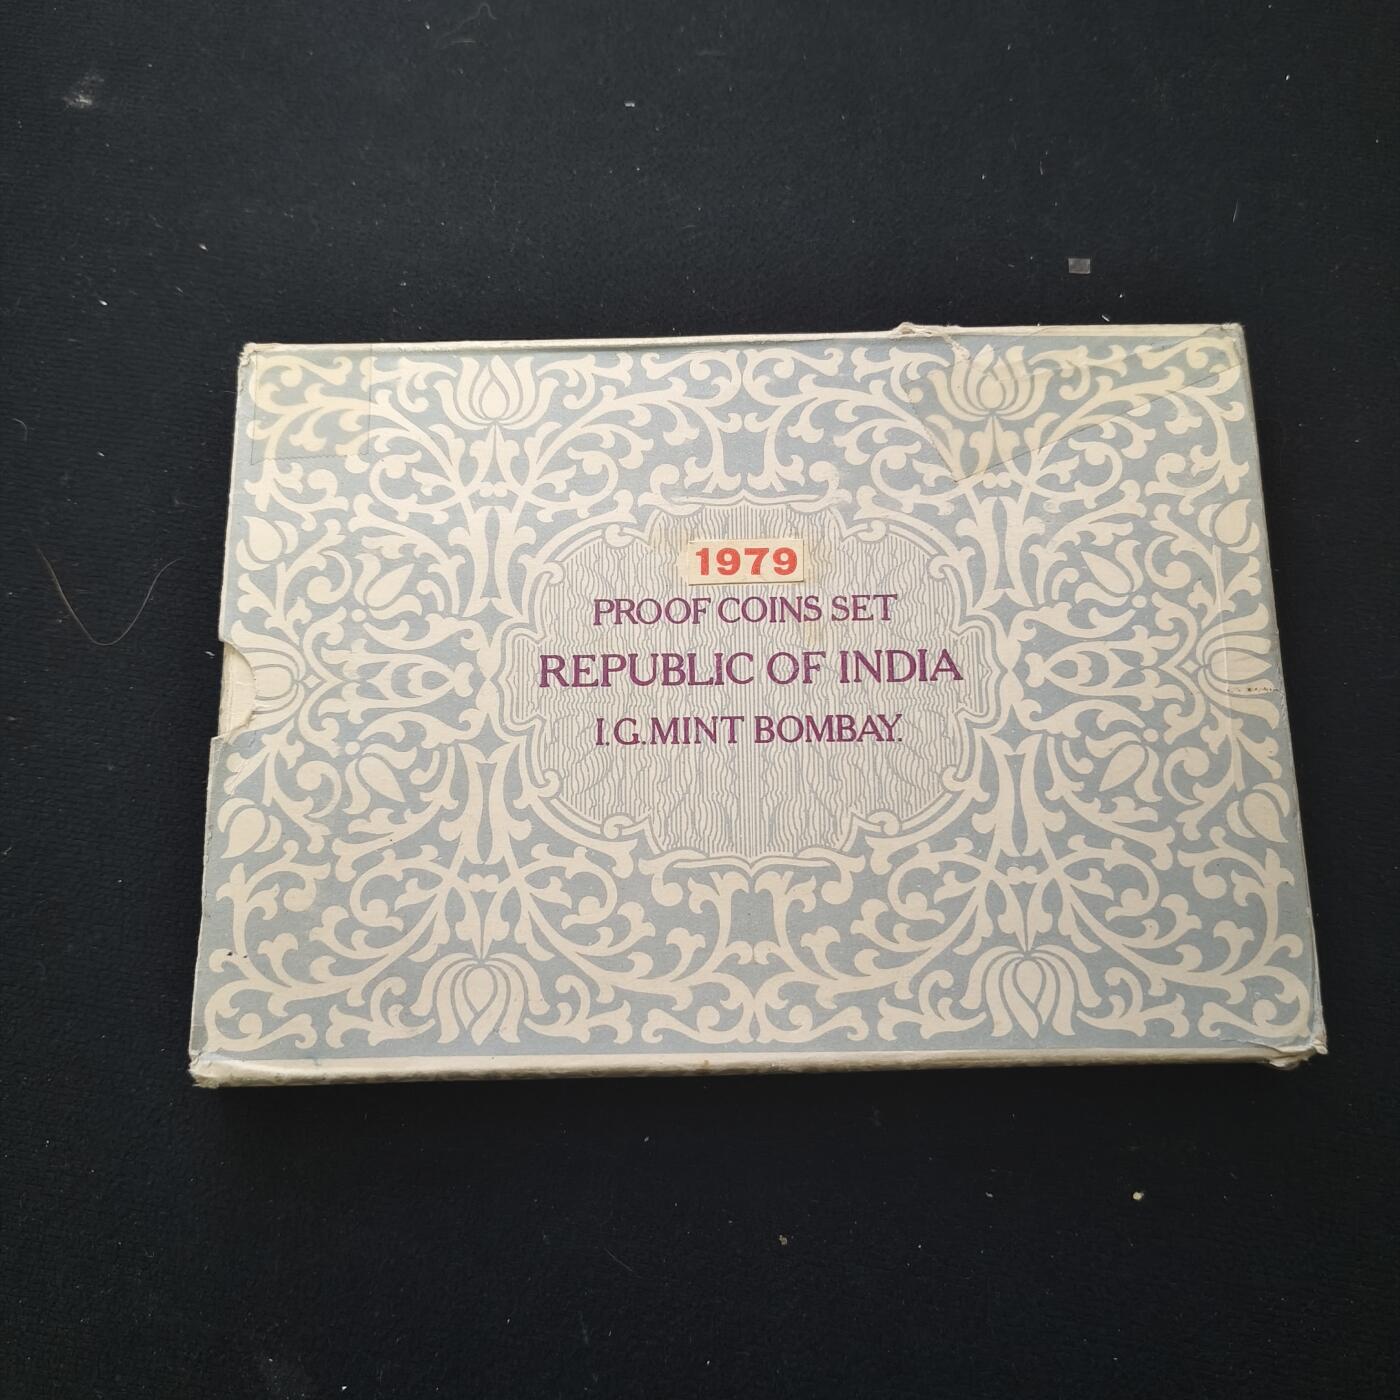 1979
PROOF COINS SET
REPUBLIC OF INDIA
I.G.MINT BOMBAY.